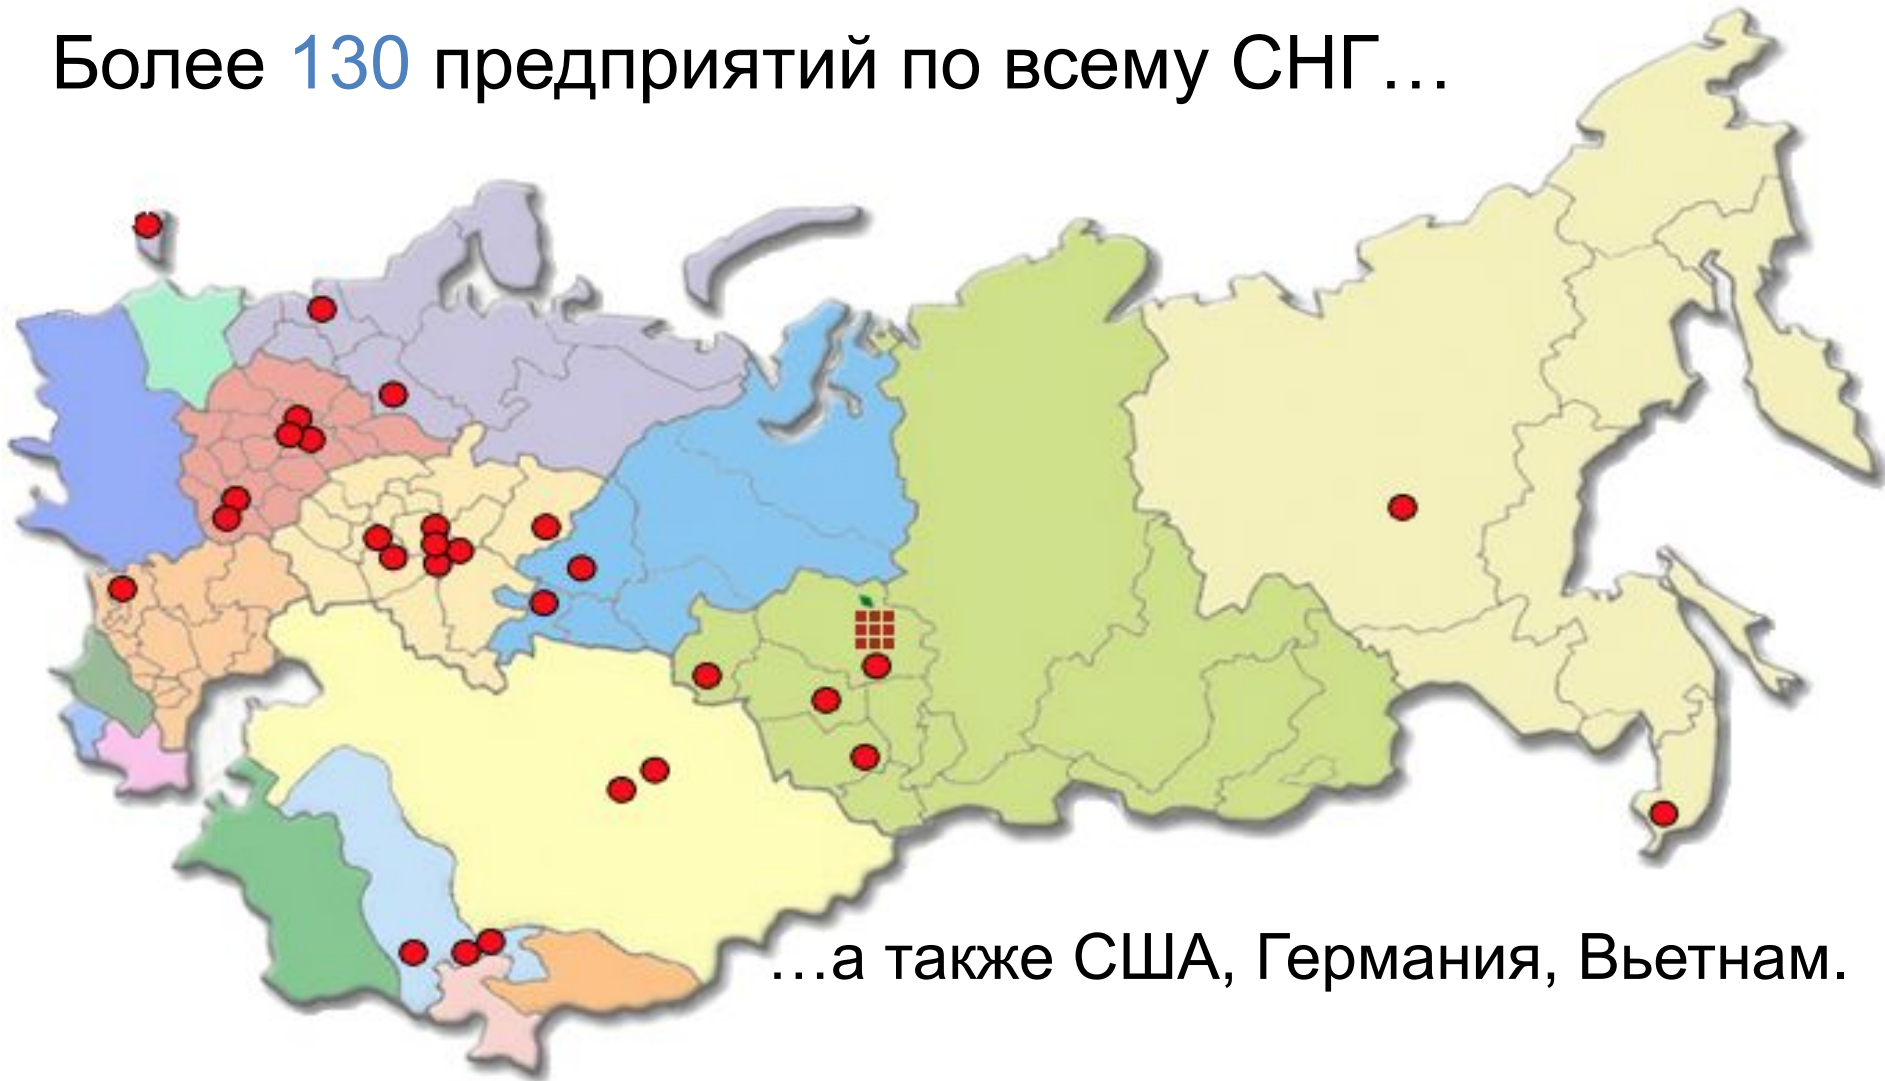 Более 130 предприятий по всему СНГ…
…а также США, Германия, Вьетнам.